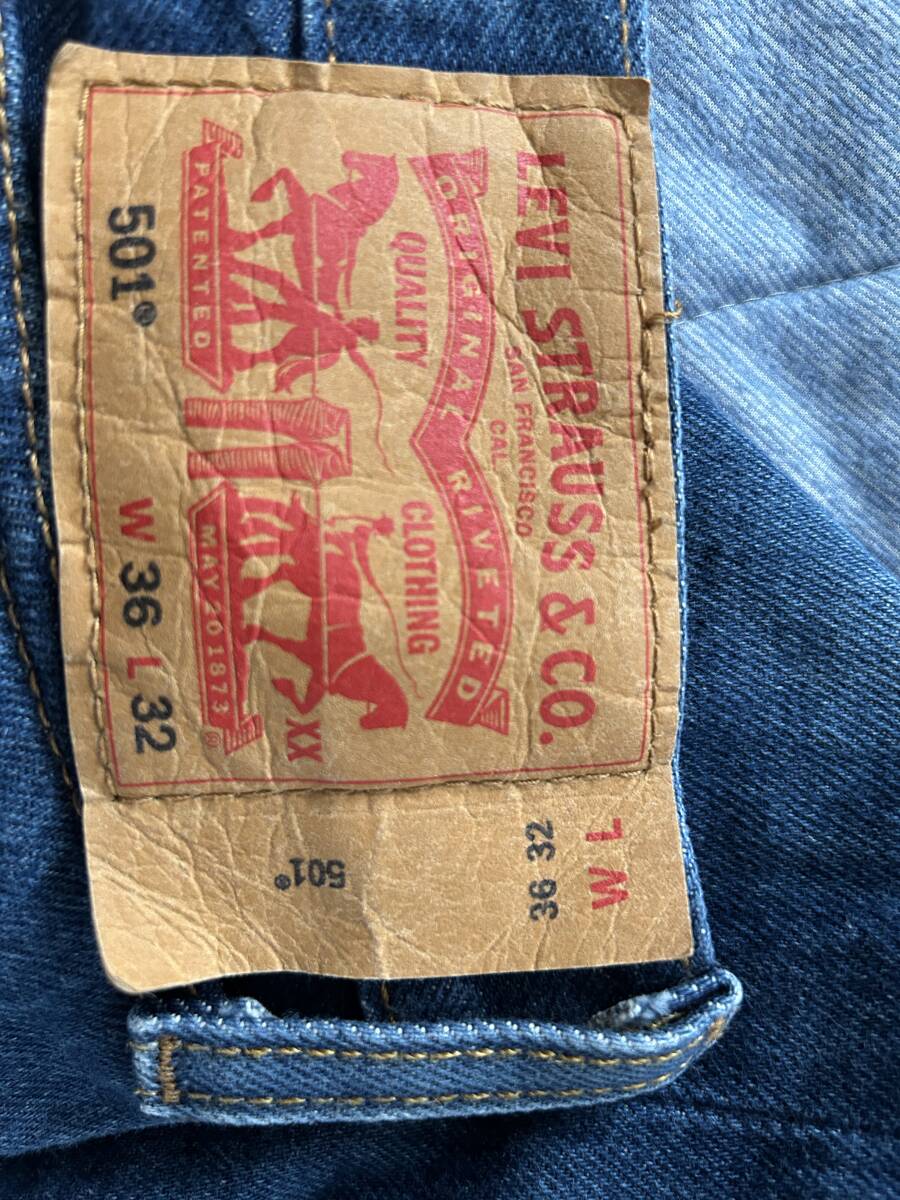 LEVI STRAUSS & CO.
SAN FRANCISCO
CAL.
ORIGINAL RIVETED
QUALITY CLOTHING
XX
PATENTED MAY 20 1873 ®
501® W 36 L 32
W L
36 32
501®